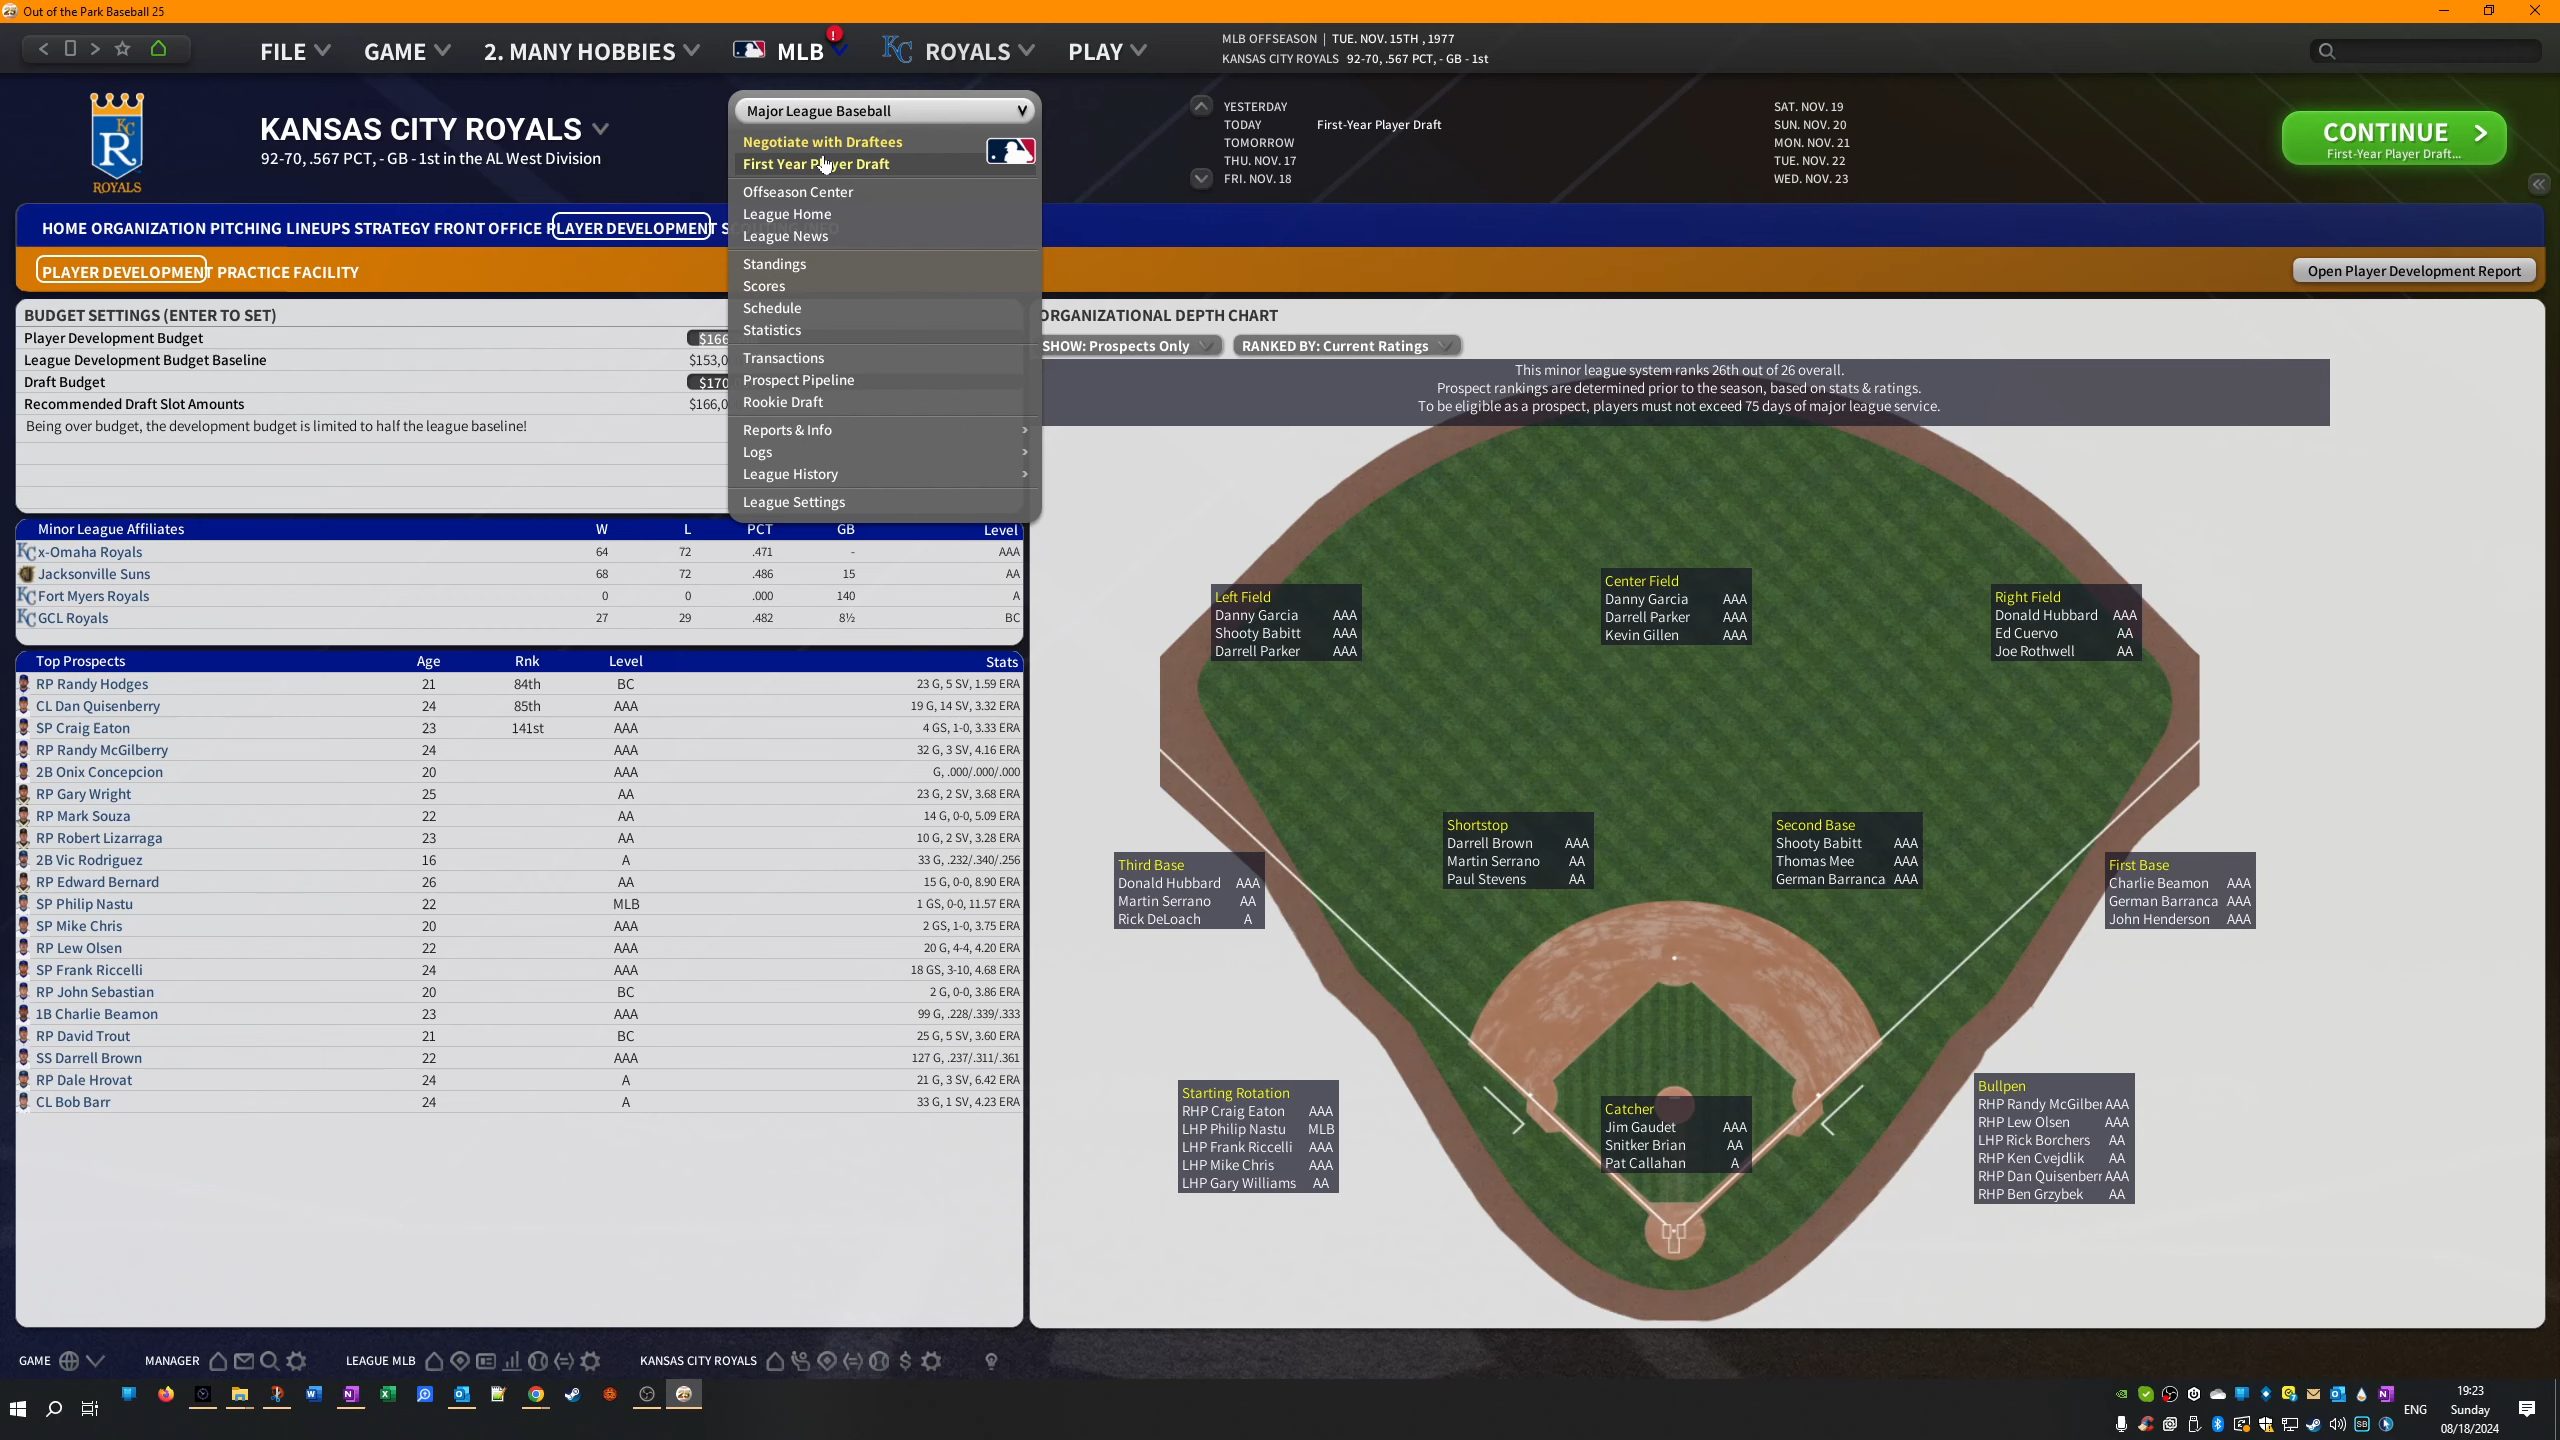 Out of the Park Baseball 25
FILE GAME 2. MANY HOBBIES MLB ! ROYALS PLAY
MLB OFFSEASON | TUE. NOV. 15TH , 1977
KANSAS CITY ROYALS 92-70, .567 PCT, - GB - 1st
KANSAS CITY ROYALS
92-70, .567 PCT, - GB - 1st in the AL West Division
KC
R
ROYALS
Major League Baseball
Negotiate with Draftees
First Year Player Draft
Offseason Center
League Home
League News
Standings
Scores
Schedule
Statistics
Transactions
Prospect Pipeline
Rookie Draft
Reports & Info
Logs
League History
League Settings
YESTERDAY
TODAY First-Year Player Draft
TOMORROW
THU. NOV. 17
FRI. NOV. 18
SAT. NOV. 19
SUN. NOV. 20
MON. NOV. 21
TUE. NOV. 22
WED. NOV. 23
CONTINUE
First-Year Player Draft...
HOME ORGANIZATION PITCHING LINEUPS STRATEGY FRONT OFFICE PLAYER DEVELOPMENT
PLAYER DEVELOPMENT PRACTICE FACILITY
Open Player Development Report
BUDGET SETTINGS (ENTER TO SET)
Player Development Budget $166
League Development Budget Baseline $153,0
Draft Budget $170
Recommended Draft Slot Amounts $166,0
Being over budget, the development budget is limited to half the league baseline!
Minor League Affiliates W L PCT GB Level
x-Omaha Royals 64 72 .471 - AAA
Jacksonville Suns 68 72 .486 15 AA
Fort Myers Royals 0 0 .000 140 A
GCL Royals 27 29 .482 8½ BC
Top Prospects Age Rnk Level Stats
RP Randy Hodges 21 84th BC 23 G, 5 SV, 1.59 ERA
CL Dan Quisenberry 24 85th AAA 19 G, 14 SV, 3.32 ERA
SP Craig Eaton 23 141st AAA 4 GS, 1-0, 3.33 ERA
RP Randy McGilberry 24 AAA 32 G, 3 SV, 4.16 ERA
2B Onix Concepcion 20 AAA G, .000/.000/.000
RP Gary Wright 25 AA 23 G, 2 SV, 3.68 ERA
RP Mark Souza 22 AA 14 G, 0-0, 5.09 ERA
RP Robert Lizarraga 23 AA 10 G, 2 SV, 3.28 ERA
2B Vic Rodriguez 16 A 33 G, .232/.340/.256
RP Edward Bernard 26 AA 15 G, 0-0, 8.90 ERA
SP Philip Nastu 22 MLB 1 GS, 0-0, 11.57 ERA
SP Mike Chris 20 AAA 2 GS, 1-0, 3.75 ERA
RP Lew Olsen 22 AAA 20 G, 4-4, 4.20 ERA
SP Frank Riccelli 24 AAA 18 GS, 3-10, 4.68 ERA
RP John Sebastian 20 BC 2 G, 0-0, 3.86 ERA
1B Charlie Beamon 23 AAA 99 G, .228/.339/.333
RP David Trout 21 BC 25 G, 5 SV, 3.60 ERA
SS Darrell Brown 22 AAA 127 G, .237/.311/.361
RP Dale Hrovat 24 A 21 G, 3 SV, 6.42 ERA
CL Bob Barr 24 A 33 G, 1 SV, 4.23 ERA
ORGANIZATIONAL DEPTH CHART
SHOW: Prospects Only RANKED BY: Current Ratings
This minor league system ranks 26th out of 26 overall.
Prospect rankings are determined prior to the season, based on stats & ratings.
To be eligible as a prospect, players must not exceed 75 days of major league service.
Left Field
Danny Garcia AAA
Shooty Babitt AAA
Darrell Parker AAA
Center Field
Danny Garcia AAA
Darrell Parker AAA
Kevin Gillen AAA
Right Field
Donald Hubbard AAA
Ed Cuervo AA
Joe Rothwell AA
Third Base
Donald Hubbard AAA
Martin Serrano AA
Rick DeLoach A
Shortstop
Darrell Brown AAA
Martin Serrano AA
Paul Stevens AA
Second Base
Shooty Babitt AAA
Thomas Mee AAA
German Barranca AAA
First Base
Charlie Beamon AAA
German Barranca AAA
John Henderson AAA
Starting Rotation
RHP Craig Eaton AAA
LHP Philip Nastu MLB
LHP Frank Riccelli AAA
LHP Mike Chris AAA
LHP Gary Williams AA
Catcher
Jim Gaudet AAA
Snitker Brian AA
Pat Callahan A
Bullpen
RHP Randy McGilber AAA
RHP Lew Olsen AAA
LHP Rick Borchers AA
RHP Ken Cvejdlik AA
RHP Dan Quisenberr AAA
RHP Ben Grzybek AA
GAME MANAGER LEAGUE MLB KANSAS CITY ROYALS
ENG
19:23
Sunday
08/18/2024